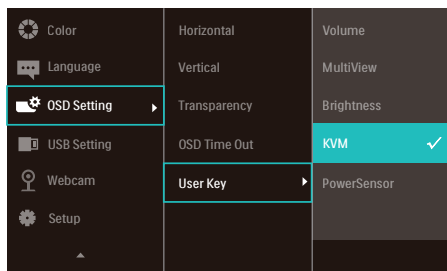 Color
Language
OSD Setting
USB Setting
Webcam
Setup
Horizontal
Vertical
Transparency
OSD Time Out
User Key
Volume
MultiView
Brightness
KVM
PowerSensor